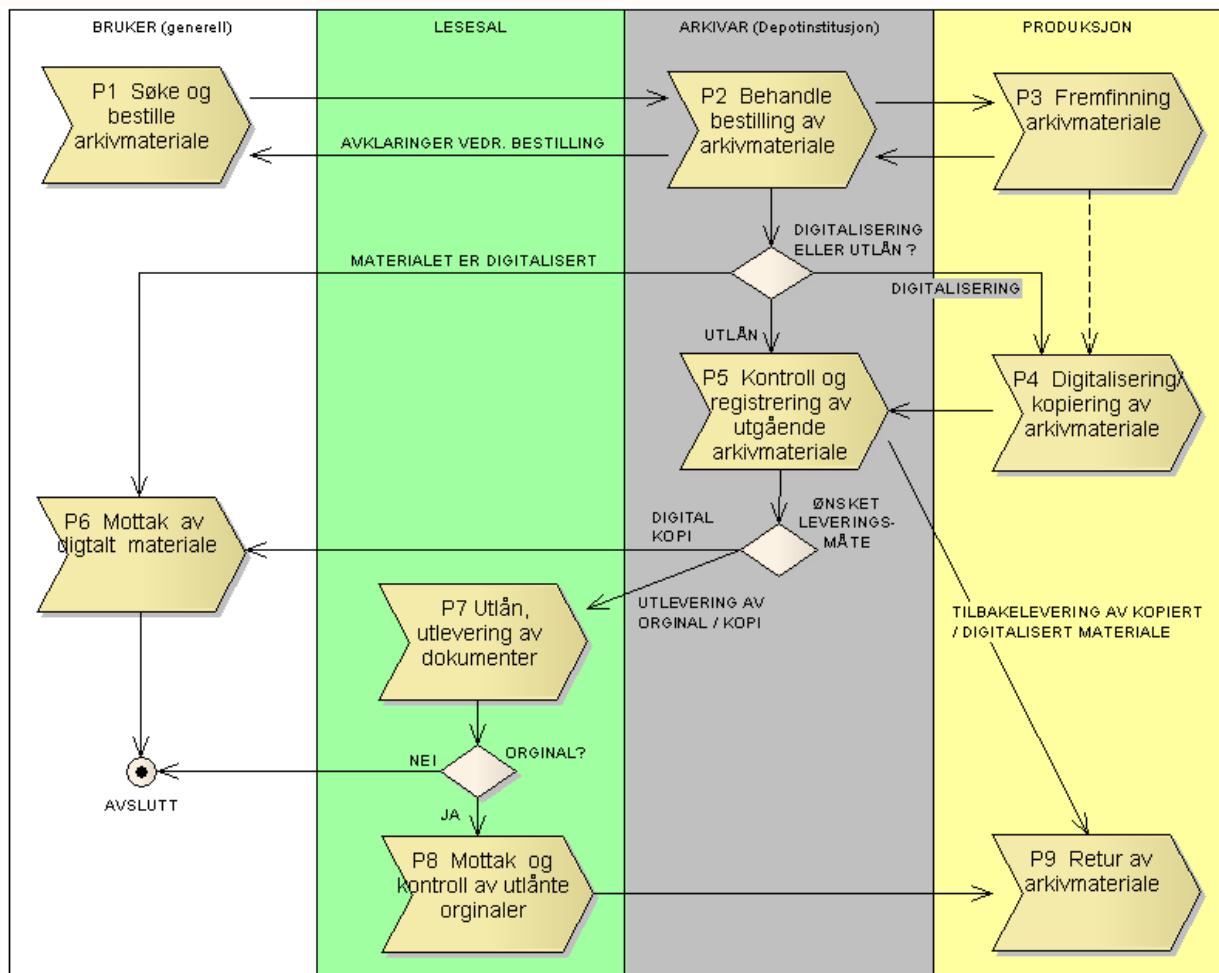 BRUKER (generell)
LESESAL
ARKIVAR (Depotinstitusjon)
PRODUKSJON
P1 Søke og
bestille
arkivmateriale
P2 Behandle
bestilling av
arkivmateriale
P3 Fremfinning
arkivmateriale
AVKLARINGER VEDR. BESTILLING
DIGITALISERING
ELLER UTLÅN ?
MATERIALET ER DIGITALISERT
DIGITALISERING
UTLÅN
P5 Kontroll og
registrering av
utgående
arkivmateriale
P4 Digitalisering/
kopiering av
arkivmateriale
P6 Mottak av
digtalt materiale
DIGITAL
KOPI
ØNSKET
LEVERINGS-
MÅTE
P7 Utlån,
utlevering av
dokumenter
UTLEVERING AV
ORGINAL / KOPI
TILBAKELEVERING AV KOPIERT
/ DIGITALISERT MATERIALE
NEI
ORGINAL?
AVSLUTT
JA
P8 Mottak og
kontroll av utlånte
orginaler
P9 Retur av
arkivmateriale